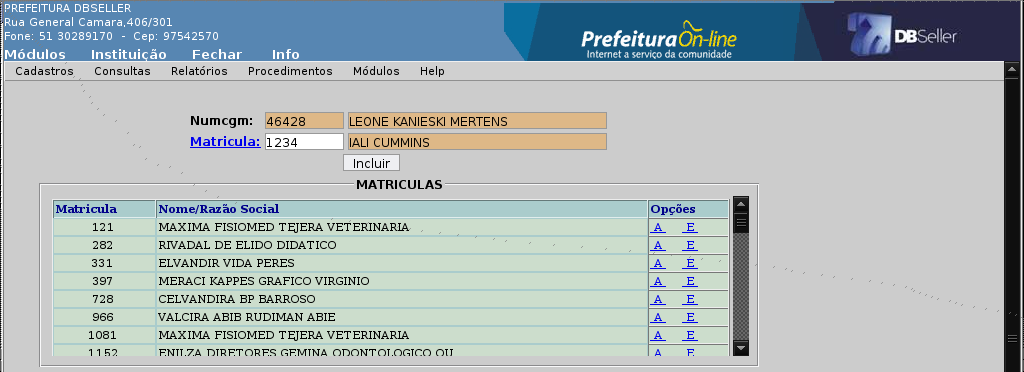 PREFEITURA DBSELLER
Rua General Camara,406/301
Fone: 51 30289170 - Cep: 97542570
Módulos Instituição Fechar Info
Prefeitura On-line
Internet a serviço da comunidade
DBSeller
Cadastros Consultas Relatórios Procedimentos Módulos Help
Numcgm: 46428 LEONE KANIESKI MERTENS
Matricula: 1234 IALI CUMMINS
Incluir
MATRICULAS
Matricula Nome/Razão Social Opções
121 MAXIMA FISIOMED TEJERA VETERINARIA A E
282 RIVADAL DE ELIDO DIDATICO A E
331 ELVANDIR VIDA PERES A E
397 MERACI KAPPES GRAFICO VIRGINIO A E
728 CELVANDIRA BP BARROSO A E
966 VALCIRA ABIB RUDIMAN ABIE A E
1081 MAXIMA FISIOMED TEJERA VETERINARIA A E
1152 ENILZA DIRETORES GEMINA ODONTOLOGICO OU A E